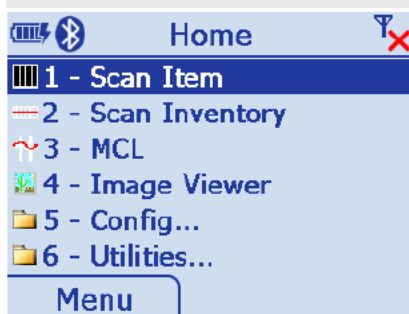 Home
1 - Scan Item
2 - Scan Inventory
3 - MCL
4 - Image Viewer
5 - Config...
6 - Utilities...
Menu